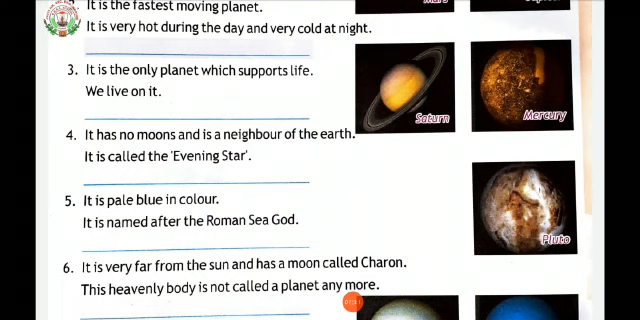 It is the fastest moving planet.
It is very hot during the day and very cold at night.
3. It is the only planet which supports life.
We live on it.
Saturn
Mercury
4. It has no moons and is a neighbour of the earth.
It is called the 'Evening Star'.
5. It is pale blue in colour.
It is named after the Roman Sea God.
Pluto
6. It is very far from the sun and has a moon called Charon.
This heavenly body is not called a planet any more.